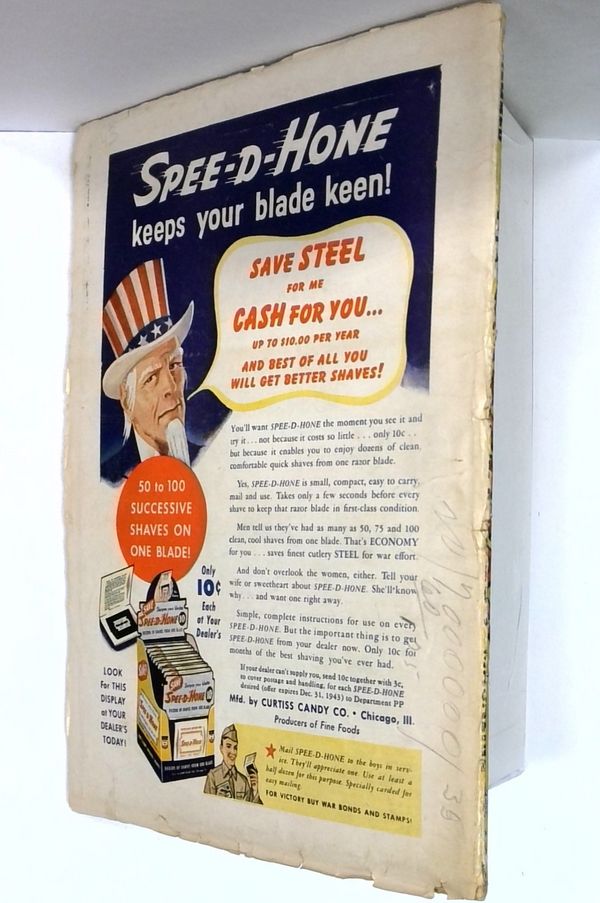 SPEE-D-HONE
keeps your blade keen!
SAVE STEEL
FOR ME
CASH FOR YOU...
UP TO $10.00 PER YEAR
AND BEST OF ALL YOU
WILL GET BETTER SHAVES!
You'll want SPEE-D-HONE the moment you see it and
try it . . . not because it costs so little . . . only 10c . .
but because it enables you to enjoy dozens of clean,
comfortable quick shaves from one razor blade.
Yes, SPEE-D-HONE is small, compact, easy to carry,
mail and use. Takes only a few seconds before every
shave to keep that razor blade in first-class condition.
Men tell us they've had as many as 50, 75 and 100
clean, cool shaves from one blade. That's ECONOMY
for you . . . saves finest cutlery STEEL for war effort.
And don't overlook the women, either. Tell your
wife or sweetheart about SPEE-D-HONE. She'll know
why . . . and want one right away.
Simple, complete instructions for use on every
SPEE-D-HONE. But the important thing is to get
SPEE-D-HONE from your dealer now. Only 10c for
months of the best shaving you've ever had.
If your dealer can't supply you, send 10c together with 3c,
to cover postage and handling, for each SPEE-D-HONE
desired (offer expires Dec. 31, 1943) to Department PP
Mfd. by CURTISS CANDY CO. • Chicago, Ill.
Producers of Fine Foods
50 to 100
SUCCESSIVE
SHAVES ON
ONE BLADE!
Only
10¢
Each
at Your
Dealer's
LOOK
For THIS
DISPLAY
at YOUR
DEALER'S
TODAY!
SPEE-D-HONE
SPEE-D-HONE
Mail SPEE-D-HONE to the boys in serv-
ice. They'll appreciate one. Use at least a
half dozen for this purpose. Specially carded for
easy mailing.
FOR VICTORY BUY WAR BONDS AND STAMPS!